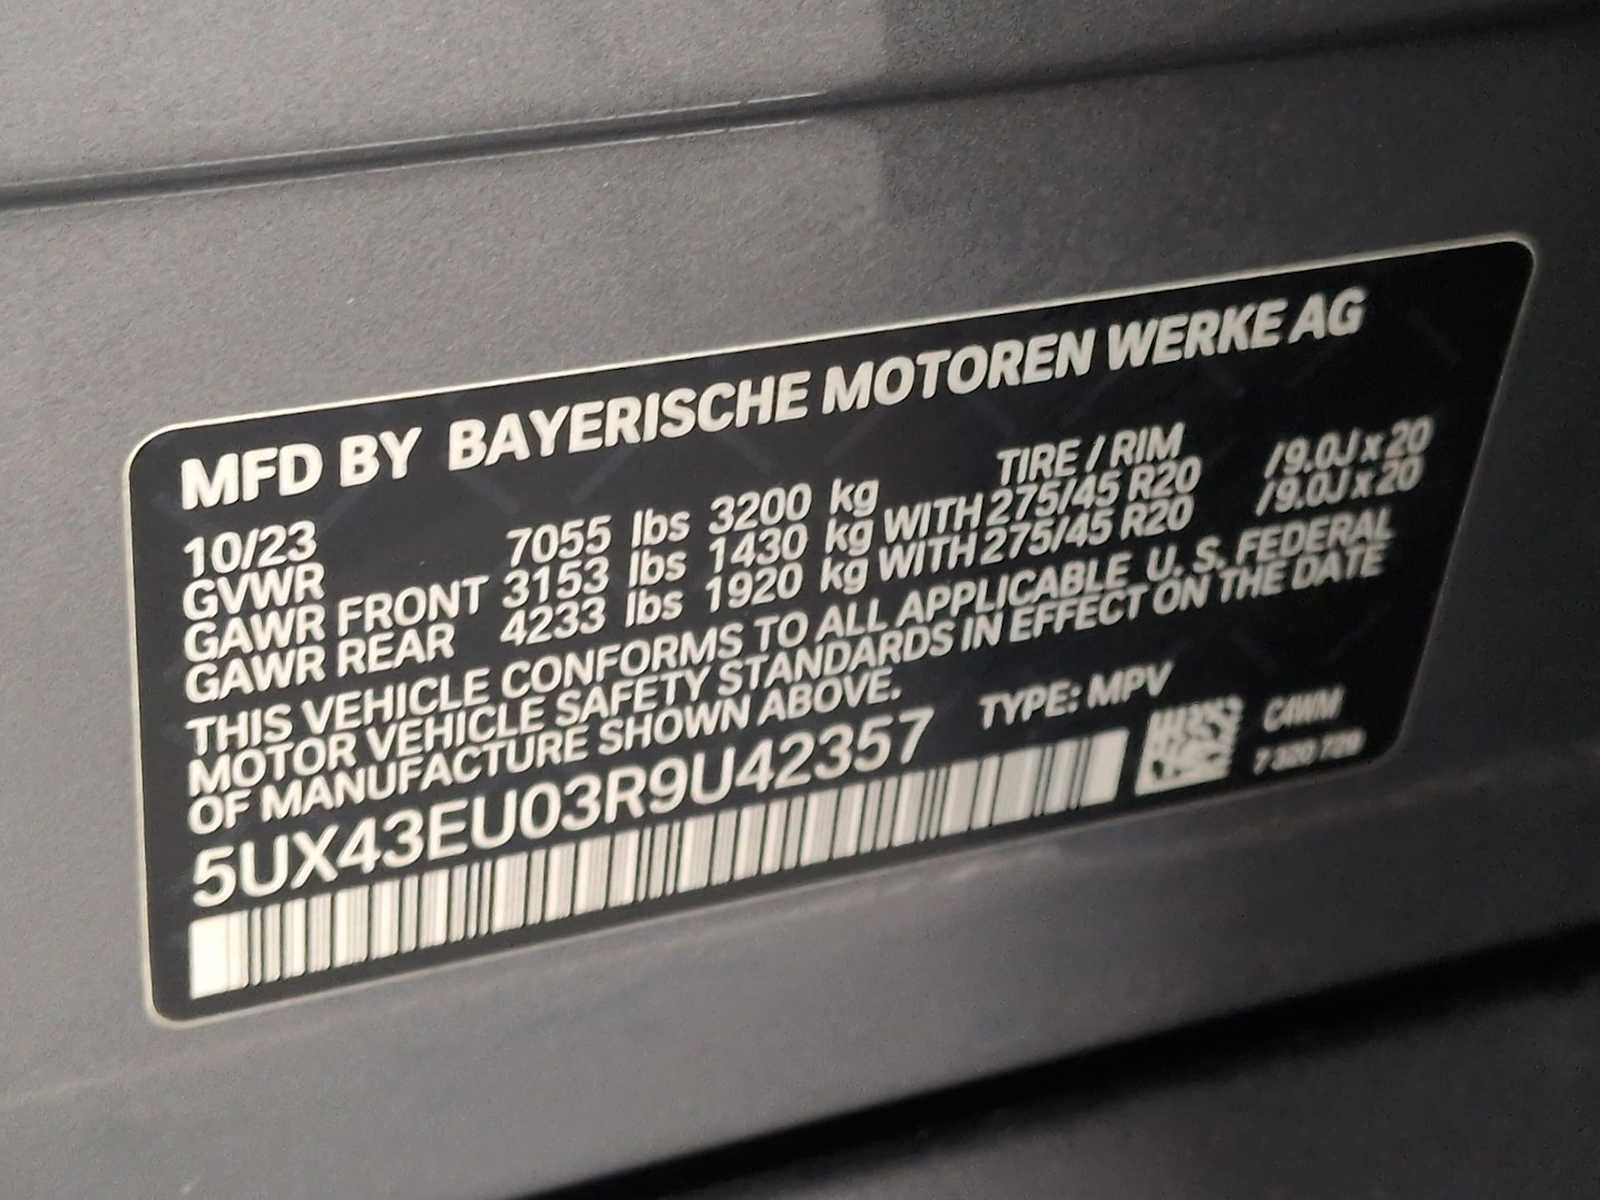 MFD BY BAYERISCHE MOTOREN WERKE AG
10/23 TIRE / RIM
GVWR 7055 lbs 3200 kg
GAWR FRONT 3153 lbs 1430 kg WITH 275/45 R20 /9.0J x 20
GAWR REAR 4233 lbs 1920 kg WITH 275/45 R20 /9.0J x 20
THIS VEHICLE CONFORMS TO ALL APPLICABLE U. S. FEDERAL
MOTOR VEHICLE SAFETY STANDARDS IN EFFECT ON THE DATE
OF MANUFACTURE SHOWN ABOVE.
5UX43EU03R9U42357 TYPE: MPV
C4WM